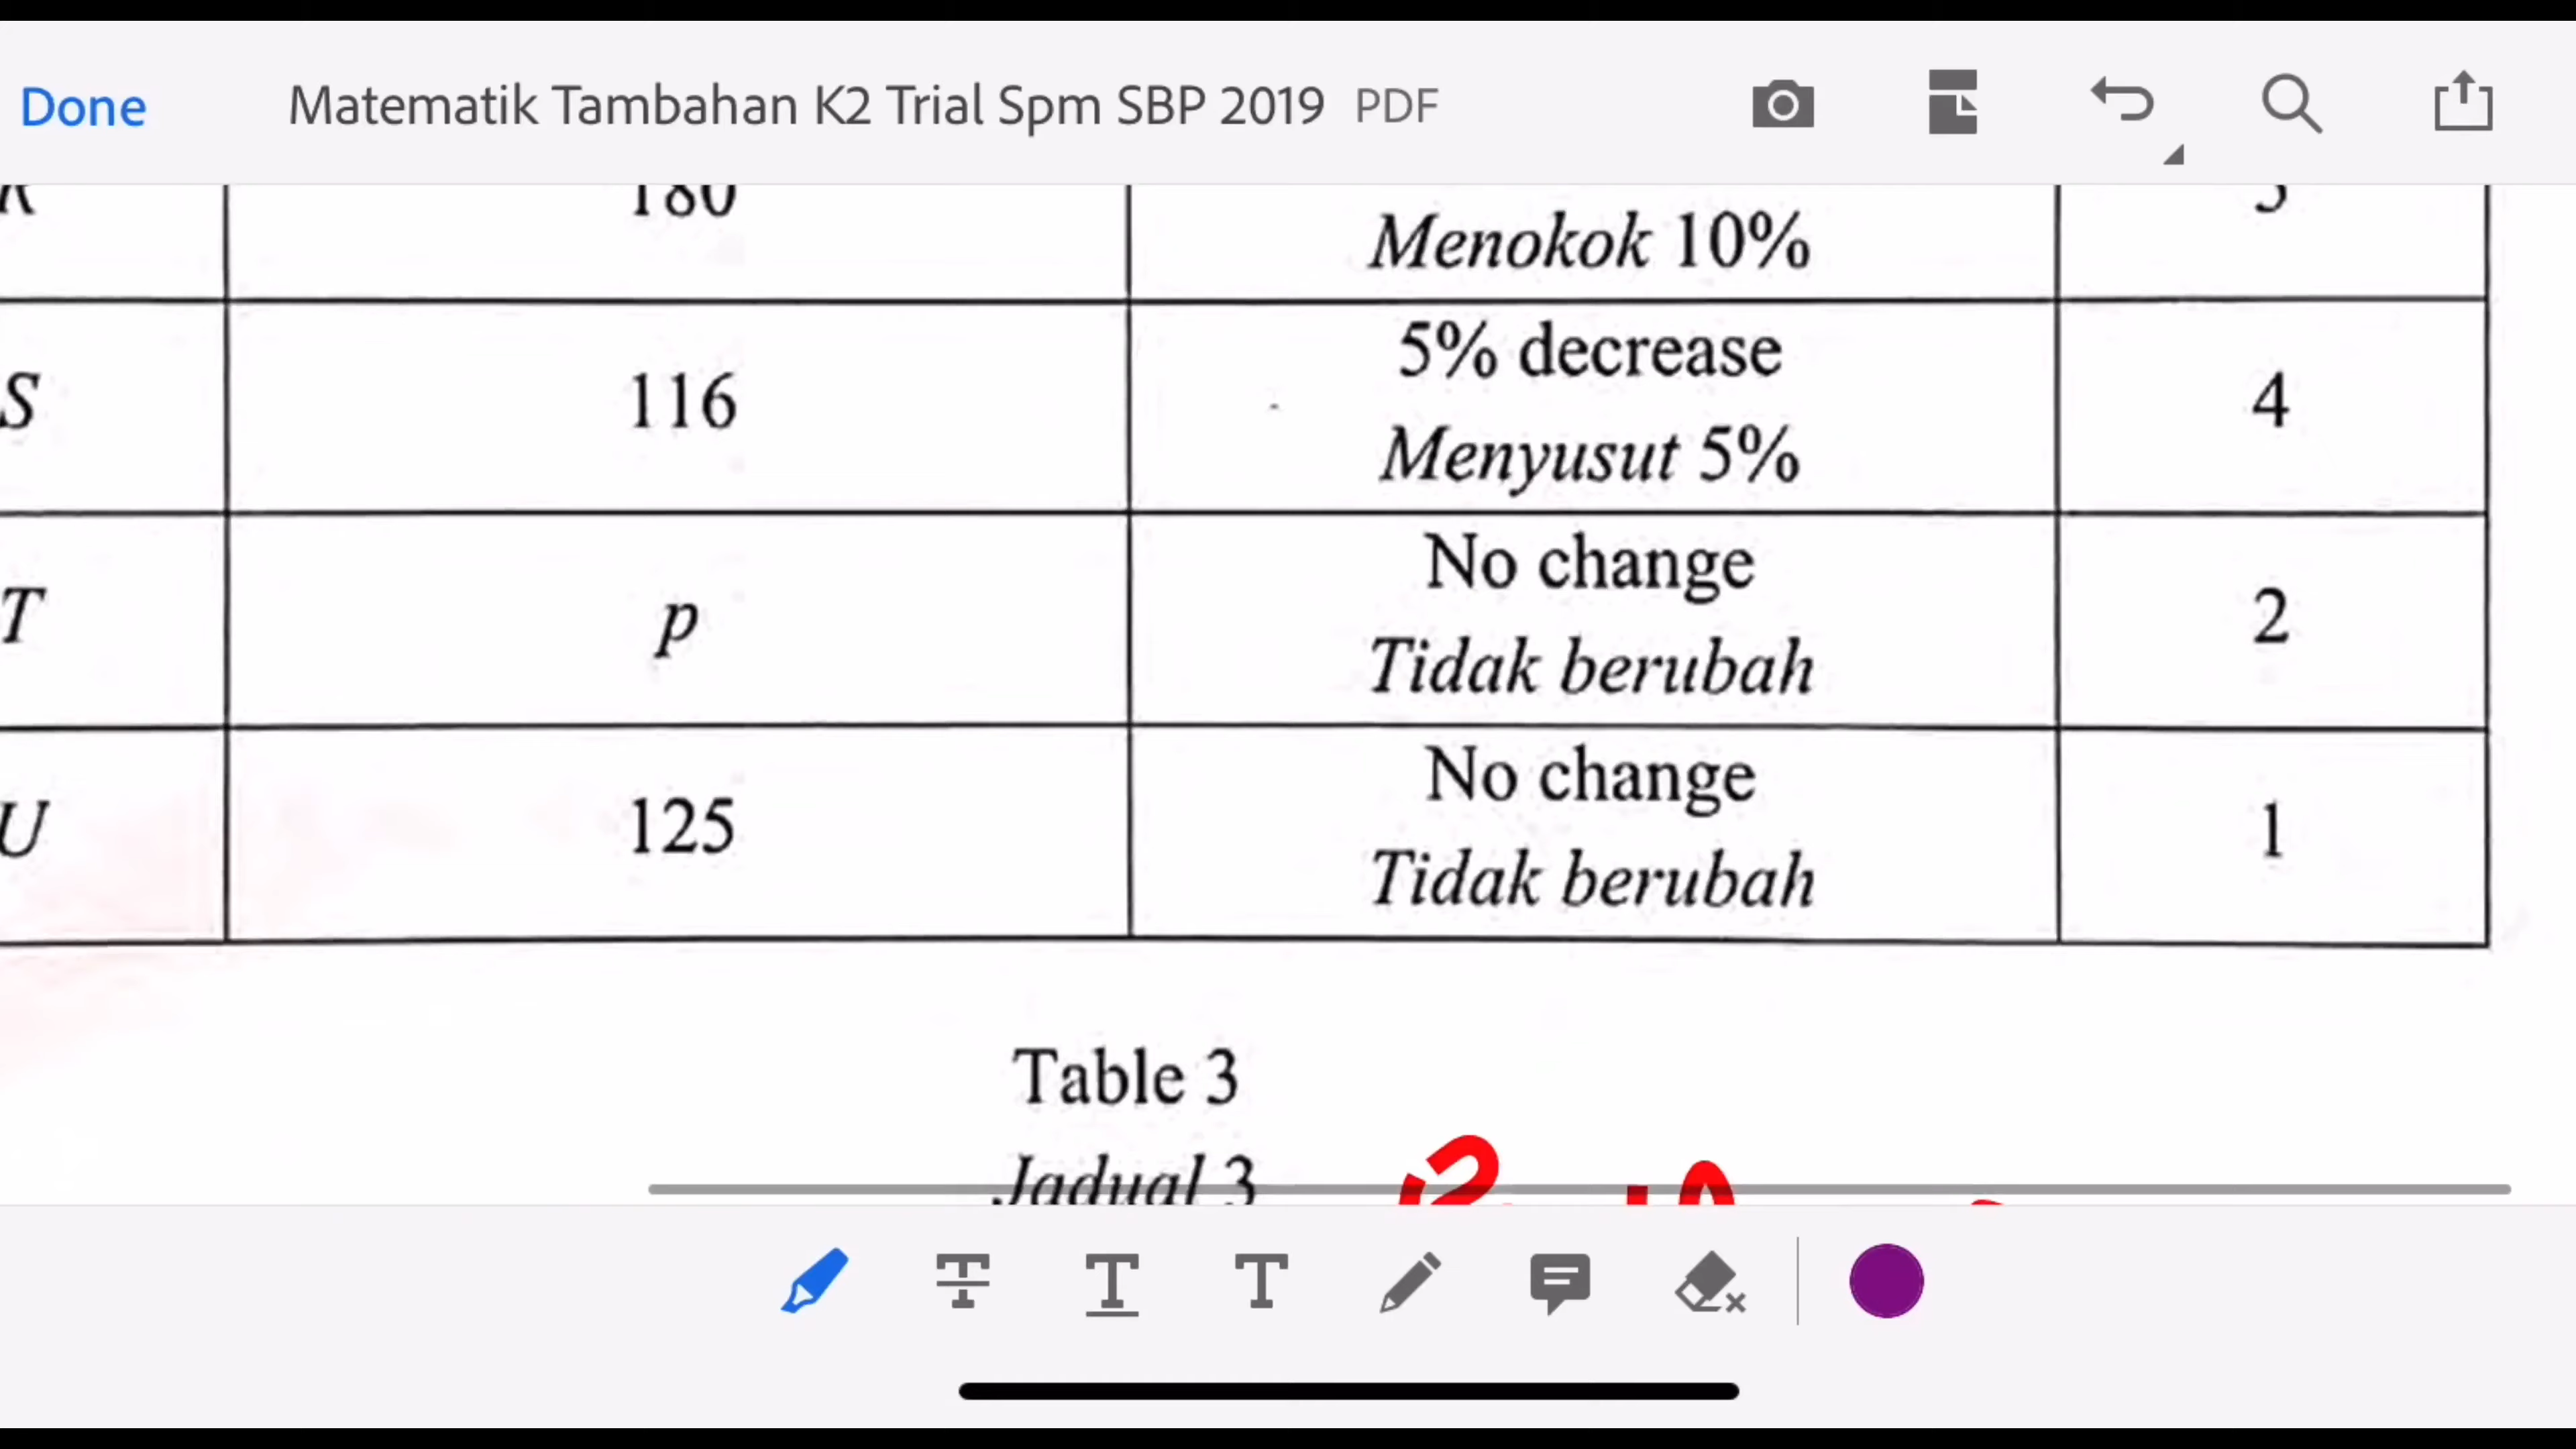 Done Matematik Tambahan K2 Trial Spm SBP 2019 PDF
180
Menokok 10%
5% decrease
S 116 4
Menyusut 5%
No change
T p 2
Tidak berubah
No change
U 125 1
Tidak berubah
Table 3
Jadual 3